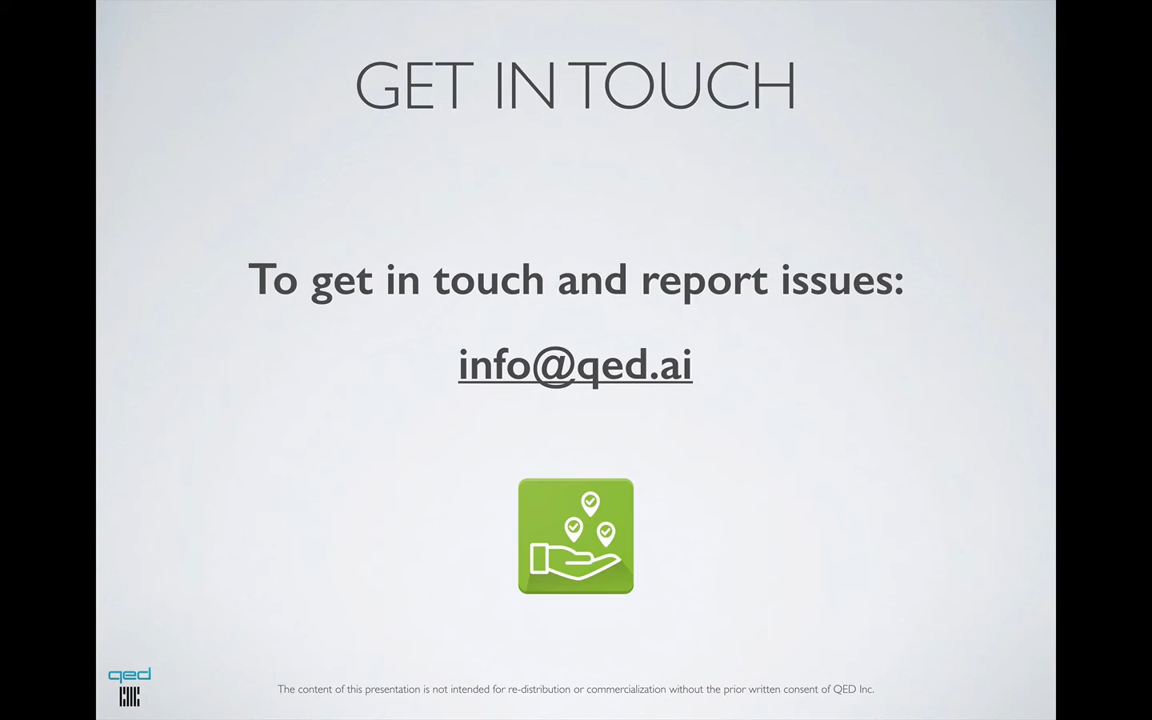 GET IN TOUCH
To get in touch and report issues:
info@qed.ai
qed
The content of this presentation is not intended for re-distribution or commercialization without the prior written consent of QED Inc.